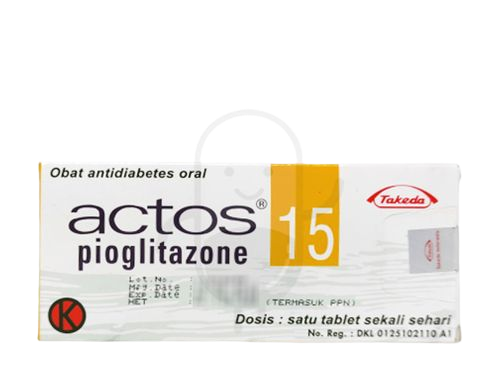 Obat antidiabetes oral
actos® 15
Takeda
pioglitazone
Lot.No.:
Mfg.Date :
Exp.Date :
HET
(TERMASUK PPN)
K
Dosis : satu tablet sekali sehari
No. Reg. : DKL 0125102110 A1